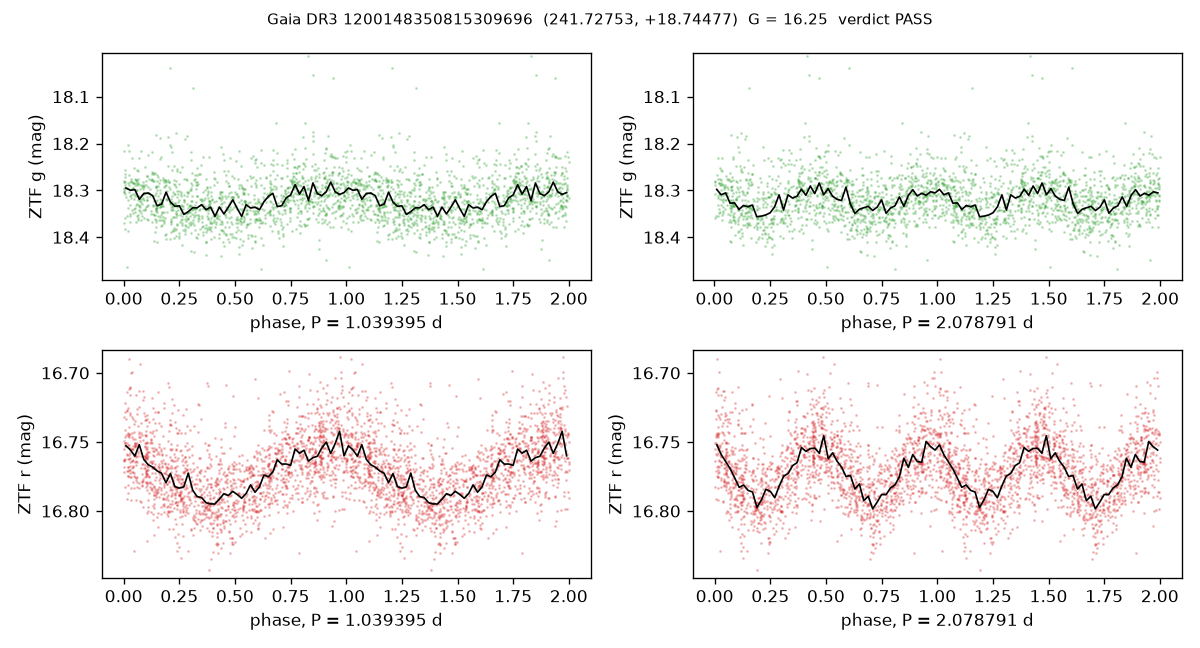 Gaia DR3 1200148350815309696 (241.72753, +18.74477) G = 16.25 verdict PASS
ZTF g (mag)
18.1
18.2
18.3
18.4
0.00 0.25 0.50 0.75 1.00 1.25 1.50 1.75 2.00
phase, P = 1.039395 d
ZTF g (mag)
18.1
18.2
18.3
18.4
0.00 0.25 0.50 0.75 1.00 1.25 1.50 1.75 2.00
phase, P = 2.078791 d
ZTF r (mag)
16.70
16.75
16.80
0.00 0.25 0.50 0.75 1.00 1.25 1.50 1.75 2.00
phase, P = 1.039395 d
ZTF r (mag)
16.70
16.75
16.80
0.00 0.25 0.50 0.75 1.00 1.25 1.50 1.75 2.00
phase, P = 2.078791 d